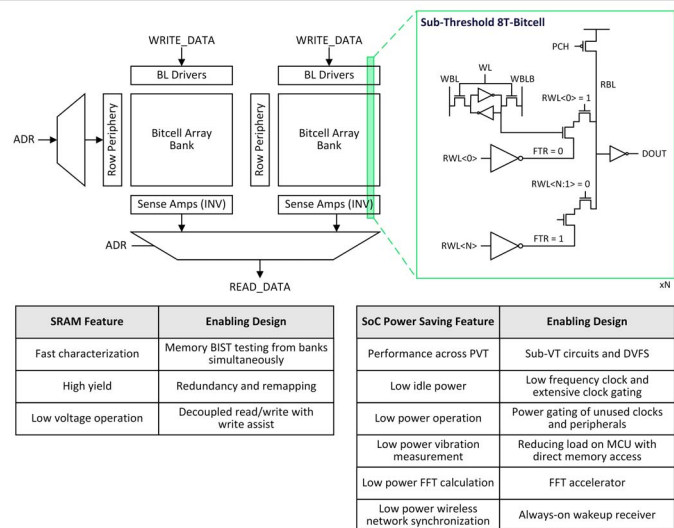 WRITE_DATA
WRITE_DATA
BL Drivers
BL Drivers
ADR
Row Periphery
Bitcell Array
Bank
Row Periphery
Bitcell Array
Bank
Sense Amps (INV)
Sense Amps (INV)
ADR
READ_DATA
Sub-Threshold 8T-Bitcell
PCH
WL
WBL
WBLB
RBL
RWL<0> = 1
RWL<0>
FTR = 0
DOUT
RWL<N:1> = 0
RWL<N>
FTR = 1
xN
SRAM Feature
Enabling Design
Fast characterization
Memory BIST testing from banks
simultaneously
High yield
Redundancy and remapping
Low voltage operation
Decoupled read/write with
write assist
SoC Power Saving Feature
Enabling Design
Performance across PVT
Sub-VT circuits and DVFS
Low idle power
Low frequency clock and
extensive clock gating
Low power operation
Power gating of unused clocks
and peripherals
Low power vibration
measurement
Reducing load on MCU with
direct memory access
Low power FFT calculation
FFT accelerator
Low power wireless
network synchronization
Always-on wakeup receiver